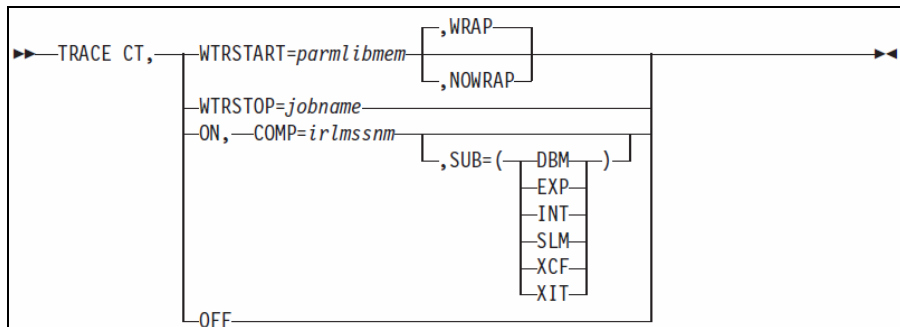 ,WRAP
TRACE CT, WTRSTART=parmlibmem
,NOWRAP
WTRSTOP=jobname
ON, COMP=irlmssnm
,SUB=( DBM )
EXP
INT
SLM
XCF
XIT
OFF